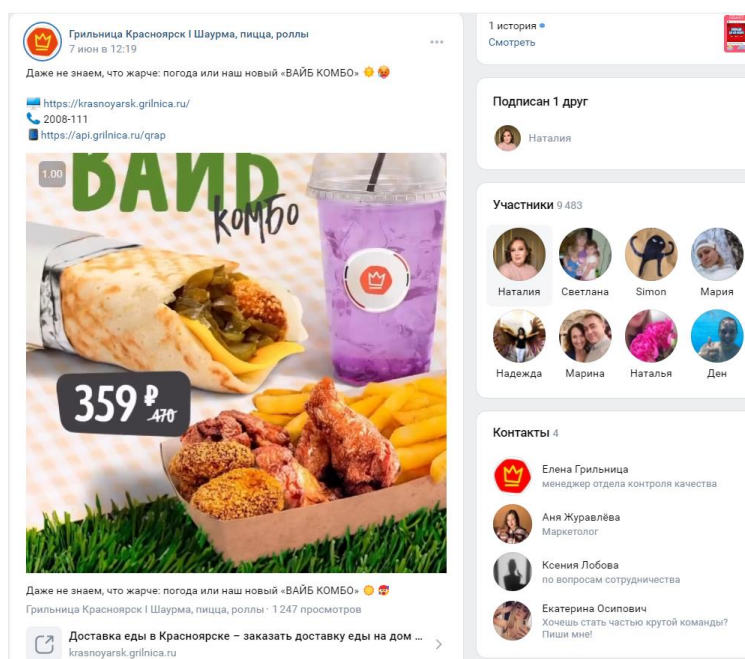 Грильница Красноярск I Шаурма, пицца, роллы
7 июн в 12:19
Даже не знаем, что жарче: погода или наш новый «ВАЙБ КОМБО»
https://krasnoyarsk.grilnica.ru/
2008-111
https://api.grilnica.ru/qrap
1.00
ВАЙБ
комбо
359 ₽
470
Даже не знаем, что жарче: погода или наш новый «ВАЙБ КОМБО»
Грильница Красноярск I Шаурма, пицца, роллы · 1 247 просмотров
Доставка еды в Красноярске – заказать доставку еды на дом ...
krasnoyarsk.grilnica.ru
1 история
Смотреть
Подписан 1 друг
Наталия
Участники 9 483
Наталия Светлана Simon Мария
Надежда Марина Наталья Ден
Контакты 4
Елена Грильница
менеджер отдела контроля качества
Аня Журавлёва
Маркетолог
Ксения Лобова
по вопросам сотрудничества
Екатерина Осипович
Хочешь стать частью крутой команды?
Пиши мне!